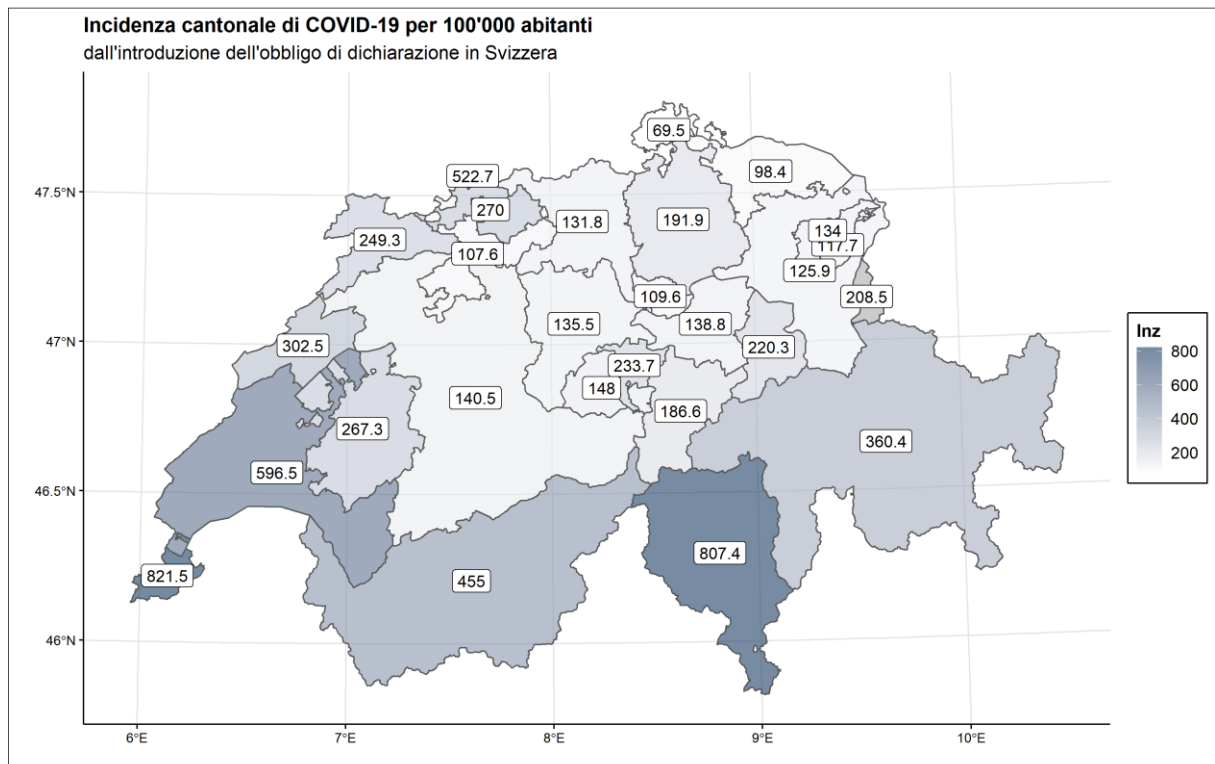 Incidenza cantonale di COVID-19 per 100'000 abitanti
dall'introduzione dell'obbligo di dichiarazione in Svizzera
69.5
98.4
522.7
270
131.8
191.9
134
117.7
249.3
107.6
125.9
109.6
208.5
135.5
138.8
302.5
220.3
233.7
148
140.5
186.6
267.3
360.4
596.5
807.4
821.5
455
47.5°N
47°N
46.5°N
46°N
6°E
7°E
8°E
9°E
10°E
Inz
800
600
400
200